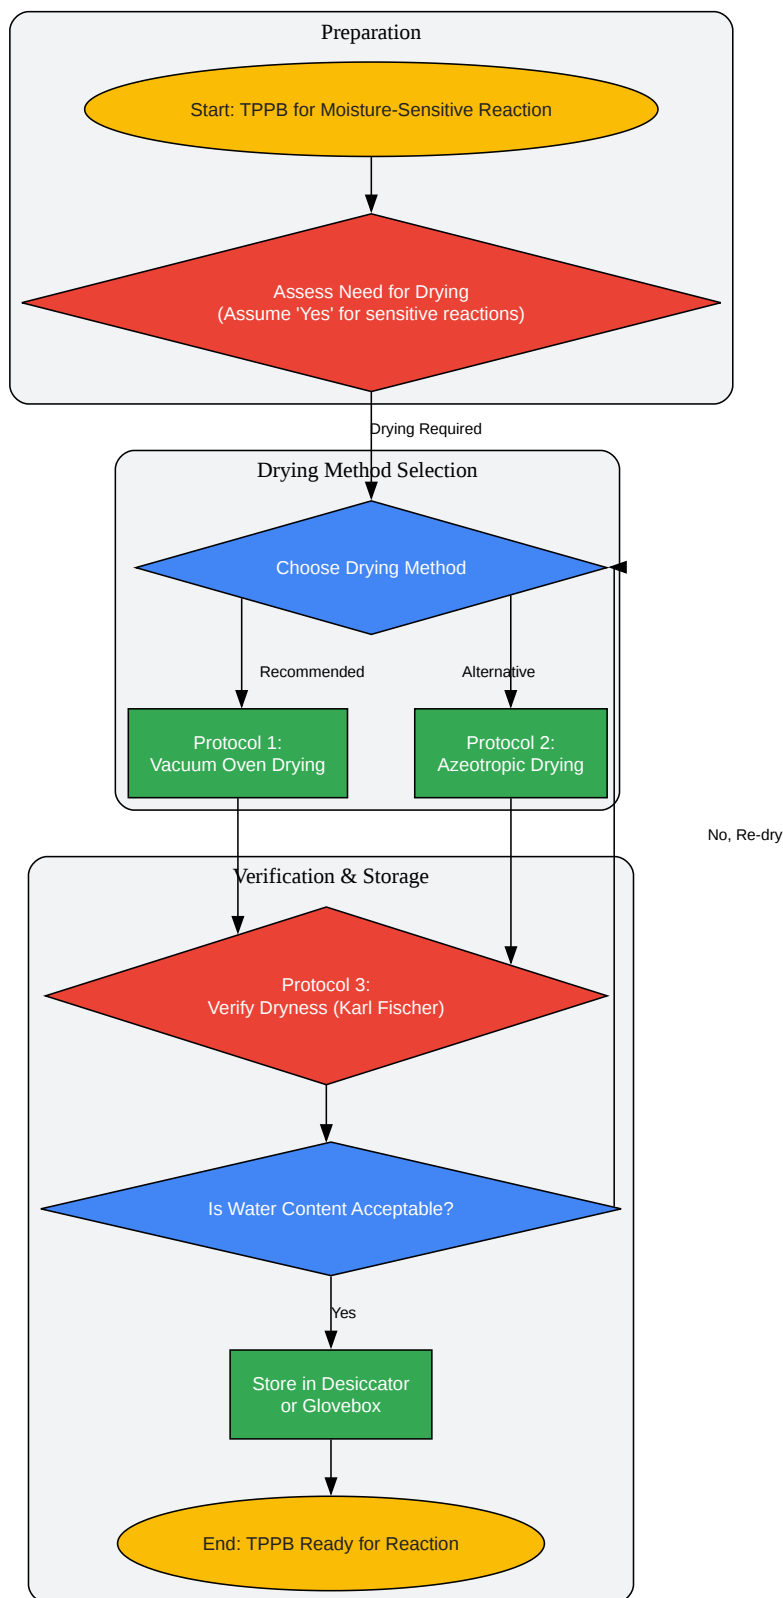 Preparation
Start: TPPB for Moisture-Sensitive Reaction
Assess Need for Drying
(Assume 'Yes' for sensitive reactions)
Drying Required
Drying Method Selection
Choose Drying Method
Recommended
Alternative
Protocol 1:
Vacuum Oven Drying
Protocol 2:
Azeotropic Drying
No, Re-dry
Verification & Storage
Protocol 3:
Verify Dryness (Karl Fischer)
Is Water Content Acceptable?
Yes
Store in Desiccator
or Glovebox
End: TPPB Ready for Reaction